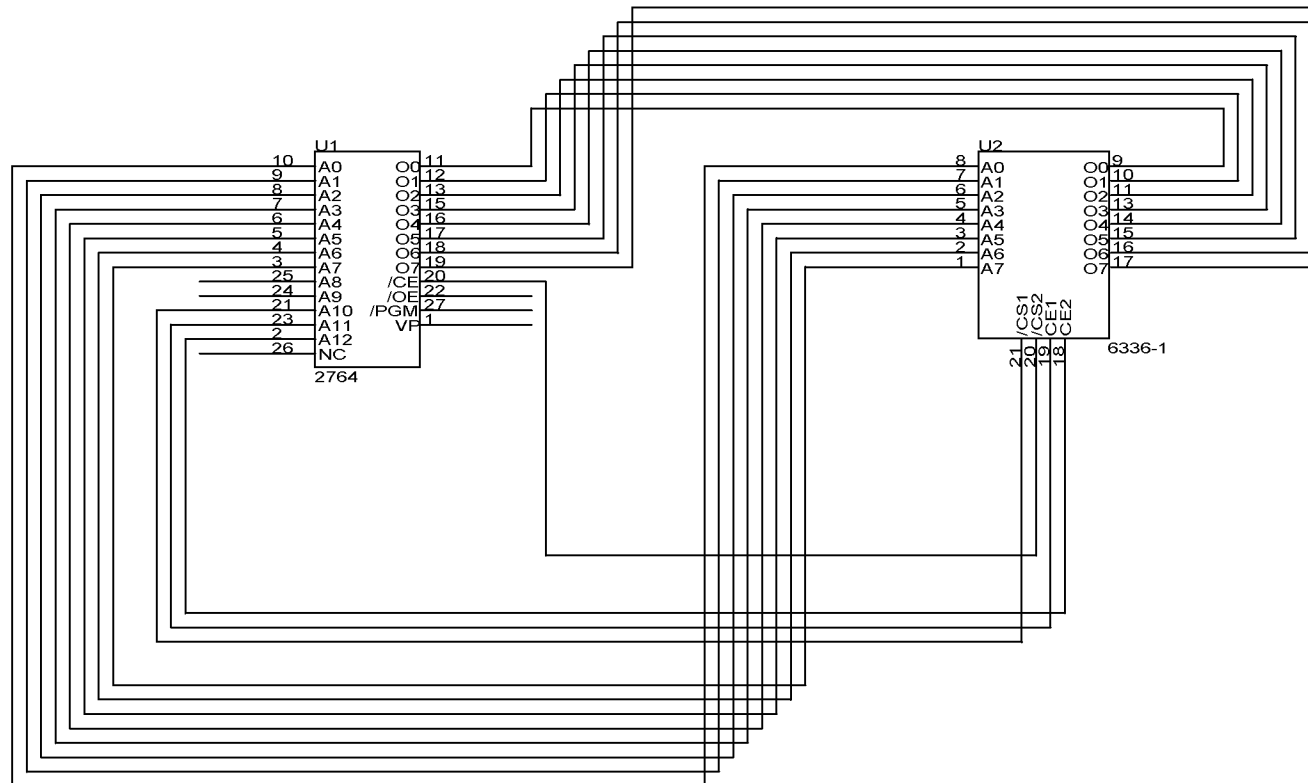 U1
10 A0 O0 11
9 A1 O1 12
8 A2 O2 13
7 A3 O3 15
6 A4 O4 16
5 A5 O5 17
4 A6 O6 18
3 A7 O7 19
25 A8 /CE 20
24 A9 /OE 22
21 A10 /PGM 27
23 A11 VP 1
2 A12
26 NC
2764
U2
8 A0 O0 9
7 A1 O1 10
6 A2 O2 11
5 A3 O3 13
4 A4 O4 14
3 A5 O5 15
2 A6 O6 16
1 A7 O7 17
/CS1 /CS2 CE1 CE2
21 20 19 18
6336-1